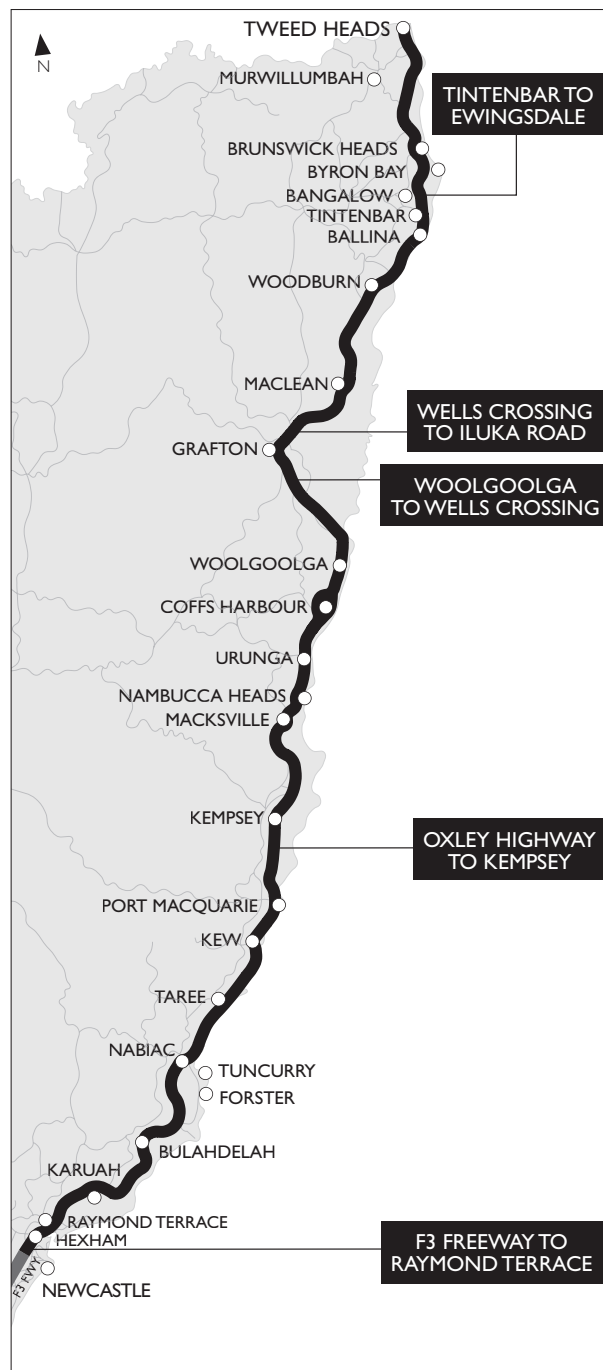 TWEED HEADS
N
MURWILLUMBAH
TINTENBAR TO
EWINGSDALE
BRUNSWICK HEADS
BYRON BAY
BANGALOW
TINTENBAR
BALLINA
WOODBURN
MACLEAN
WELLS CROSSING
TO ILUKA ROAD
GRAFTON
WOOLGOOLGA
TO WELLS CROSSING
WOOLGOOLGA
COFFS HARBOUR
URUNGA
NAMBUCCA HEADS
MACKSVILLE
KEMPSEY
OXLEY HIGHWAY
TO KEMPSEY
PORT MACQUARIE
KEW
TAREE
NABIAC
TUNCURRY
FORSTER
BULAHDELAH
KARUAH
RAYMOND TERRACE
HEXHAM
F3 FREEWAY TO
RAYMOND TERRACE
F3 FWY
NEWCASTLE